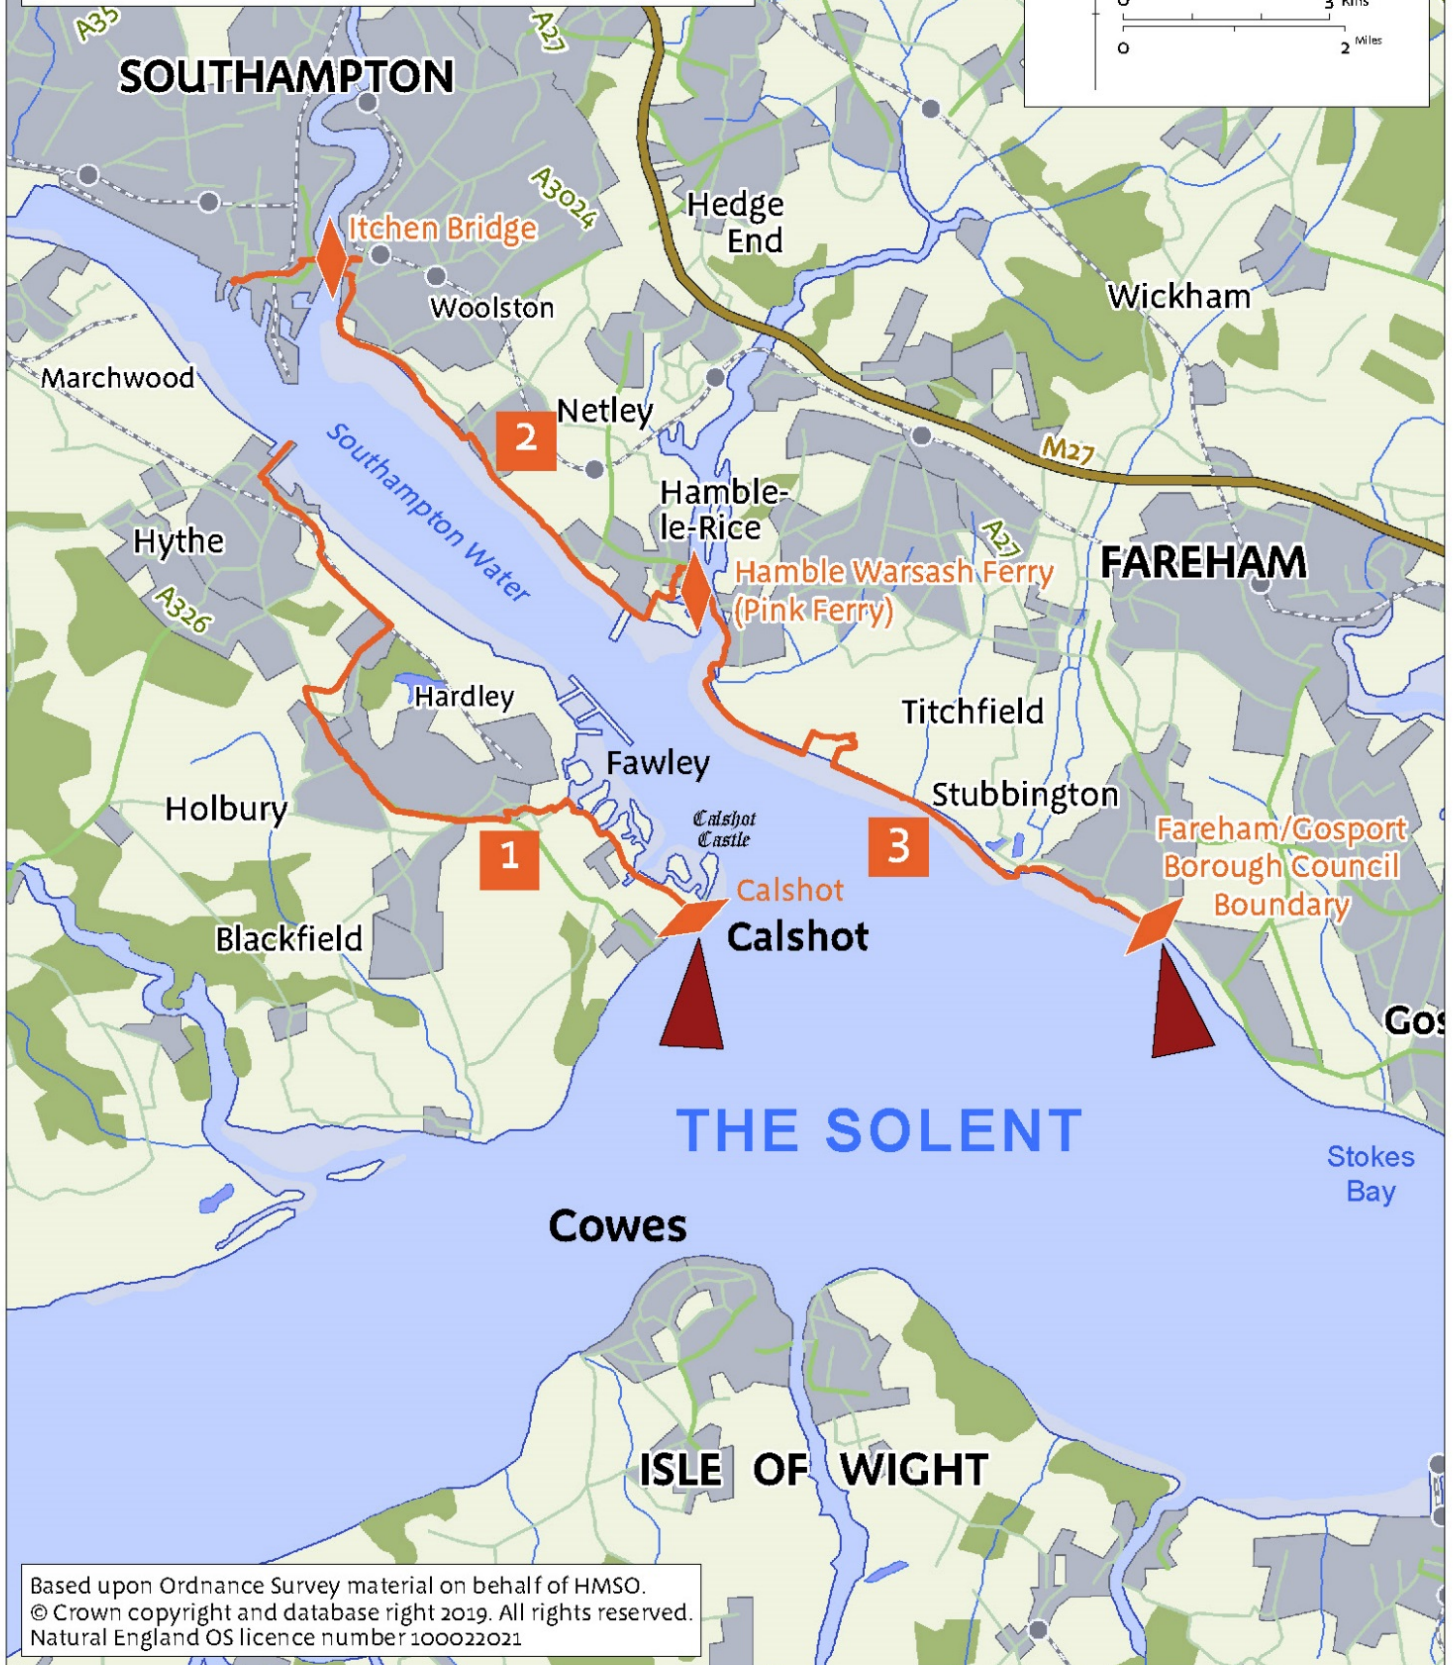 0
3 Kms
0
2 Miles
A35
A27
SOUTHAMPTON
A3024
Hedge
End
Itchen Bridge
Woolston
Wickham
Marchwood
Netley
2
Southampton Water
M27
Hamble-
le-Rice
A27
Hythe
FAREHAM
Hamble Warsash Ferry
(Pink Ferry)
A326
Hardley
Titchfield
Fawley
Stubbington
Holbury
Calshot
Castle
3
1
Fareham/Gosport
Borough Council
Boundary
Calshot
Calshot
Blackfield
Gos
THE SOLENT
Stokes
Bay
Cowes
ISLE OF WIGHT
Based upon Ordnance Survey material on behalf of HMSO.
© Crown copyright and database right 2019. All rights reserved.
Natural England OS licence number 100022021